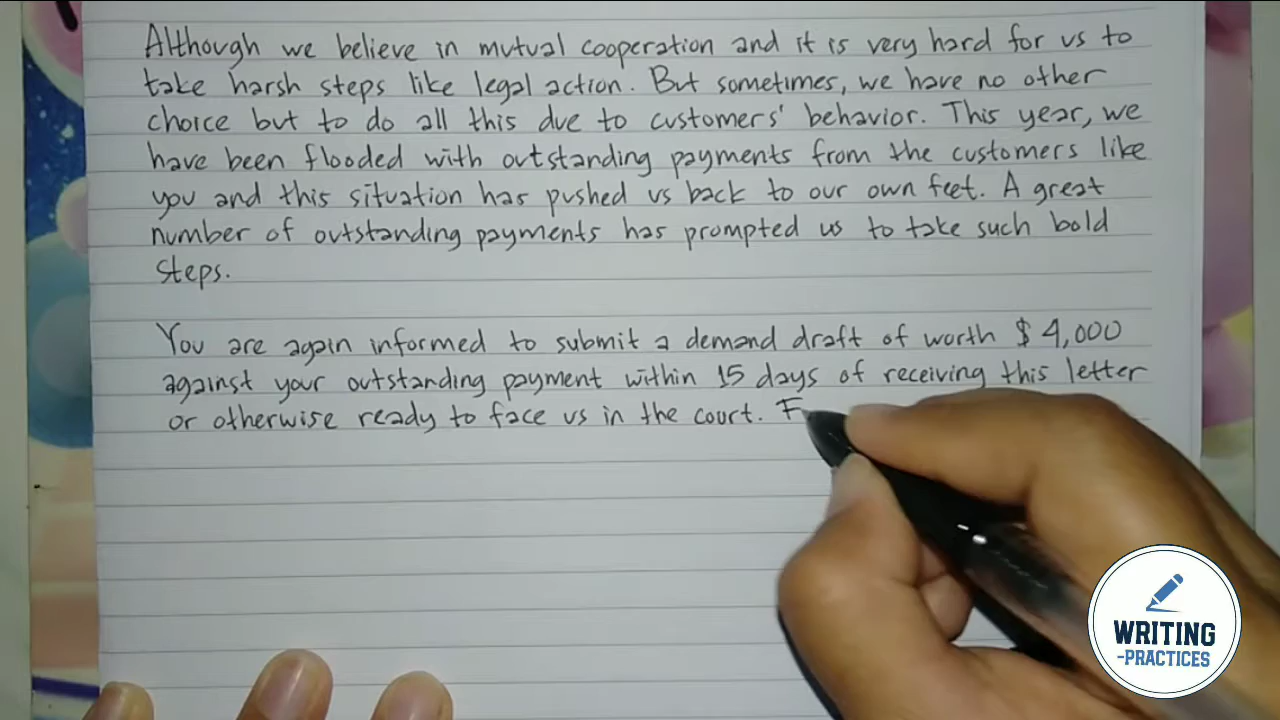 Although we believe in mutual cooperation and it is very hard for us to
take harsh steps like legal action. But sometimes, we have no other
choice but to do all this due to customers' behavior. This year, we
have been flooded with outstanding payments from the customers like
you and this situation has pushed us back to our own feet. A great
number of outstanding payments has prompted us to take such bold
steps.
You are again informed to submit a demand draft of worth $4,000
against your outstanding payment within 15 days of receiving this letter
or otherwise ready to face us in the court. F
WRITING
-PRACTICES